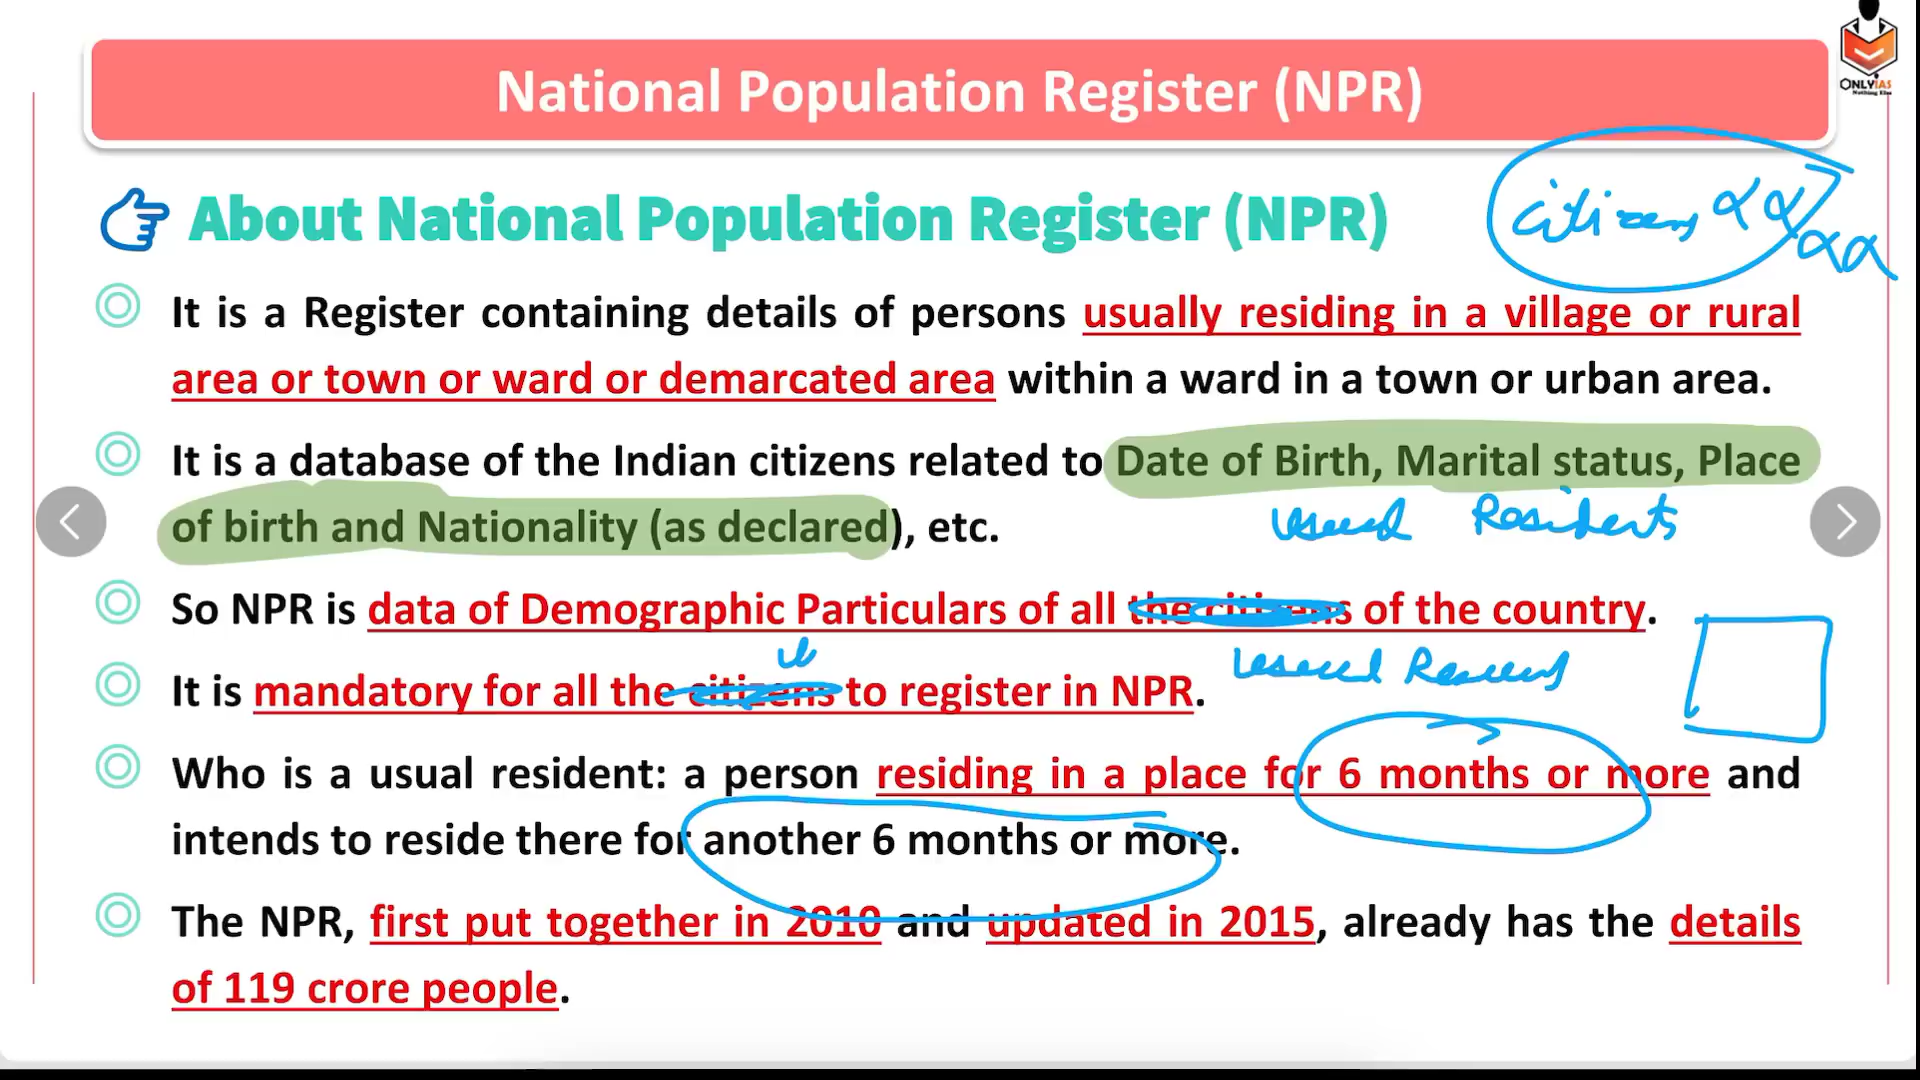 ONLYIAS
Nothing Else
National Population Register (NPR)
About National Population Register (NPR)
citizens
It is a Register containing details of persons usually residing in a village or rural
area or town or ward or demarcated area within a ward in a town or urban area.
It is a database of the Indian citizens related to Date of Birth, Marital status, Place
of birth and Nationality (as declared), etc.
Residents
So NPR is data of Demographic Particulars of all the citizens of the country.
It is mandatory for all the citizens to register in NPR.
Who is a usual resident: a person residing in a place for 6 months or more and
intends to reside there for another 6 months or more.
The NPR, first put together in 2010 and updated in 2015, already has the details
of 119 crore people.